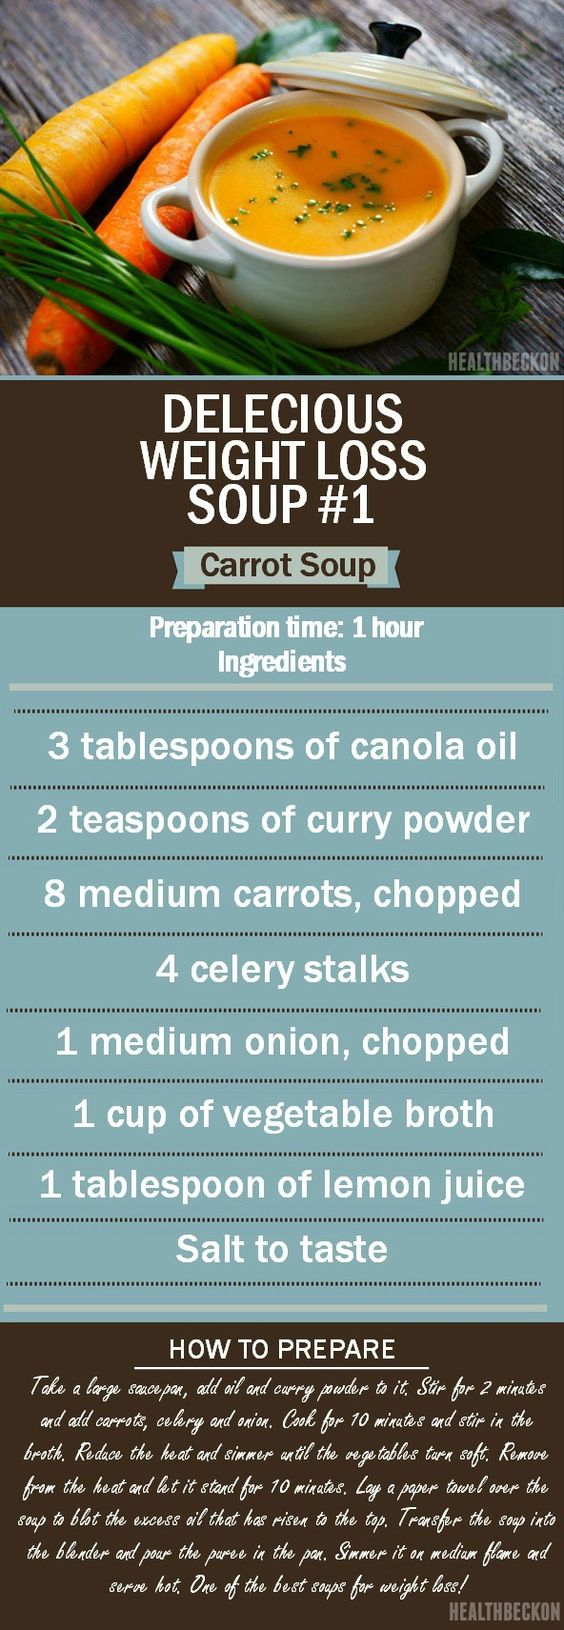 HEALTHBECKON
DELECIOUS
WEIGHT LOSS
SOUP #1
Carrot Soup
Preparation time: 1 hour
Ingredients
3 tablespoons of canola oil
2 teaspoons of curry powder
8 medium carrots, chopped
4 celery stalks
1 medium onion, chopped
1 cup of vegetable broth
1 tablespoon of lemon juice
Salt to taste
HOW TO PREPARE
Take a large saucepan, add oil and curry powder to it. Stir for 2 minutes
and add carrots, celery and onion. Cook for 10 minutes and stir in the
broth. Reduce the heat and simmer until the vegetables turn soft. Remove
from the heat and let it stand for 10 minutes. Lay a paper towel over the
soup to blot the excess oil that has risen to the top. Transfer the soup into
the blender and pour the puree in the pan. Simmer it on medium flame and
serve hot. One of the best soups for weight loss!
HEALTHBECKON